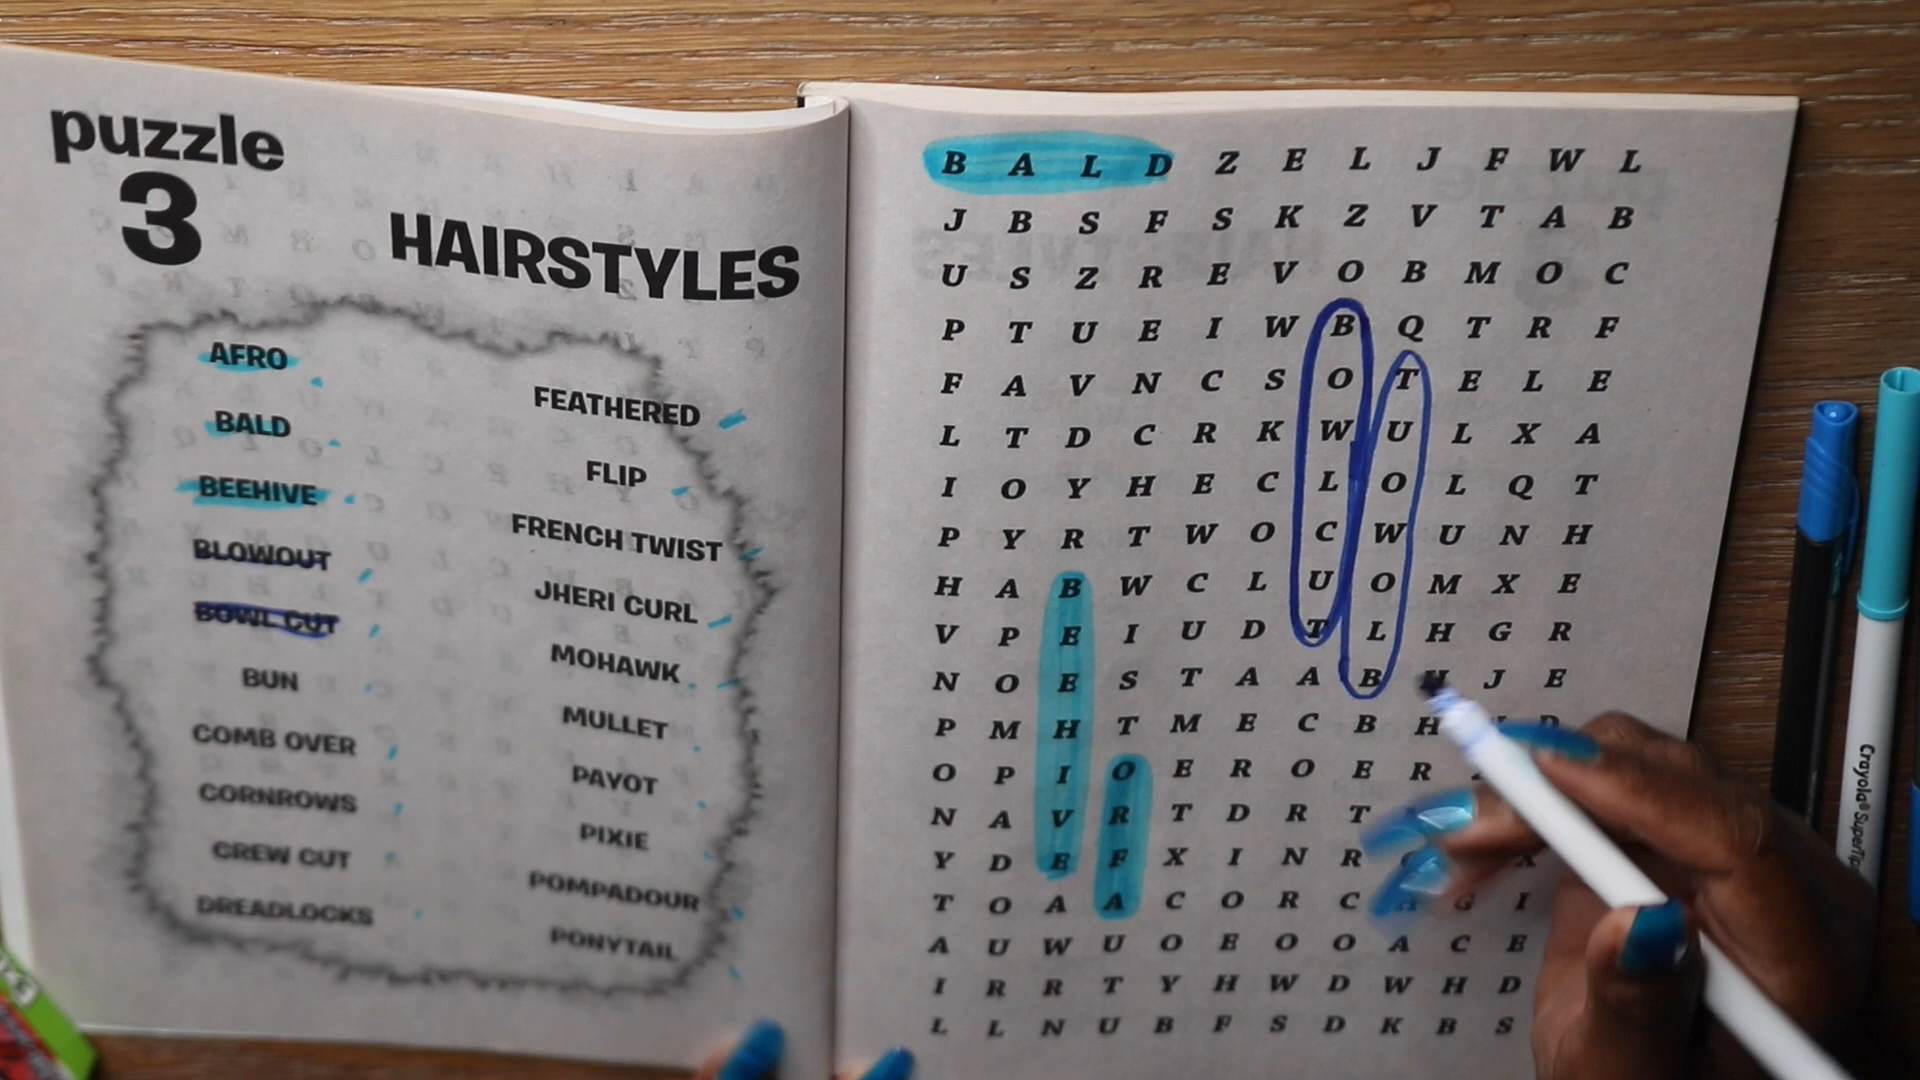 puzzle
3
HAIRSTYLES
AFRO
BALD
BEEHIVE
BLOWOUT
BOWL CUT
BUN
COMB OVER
CORNROWS
CREW CUT
DREADLOCKS
FEATHERED
FLIP
FRENCH TWIST
JHERI CURL
MOHAWK
MULLET
PAYOT
PIXIE
POMPADOUR
PONYTAIL
B A L D Z E L J F W L
J B S F S K Z V T A B
U S Z R E V O B M O C
P T U E I W B Q T R F
F A V N C S O T E L E
L T D C R K W U L X A
I O Y H E C L O L Q T
P Y R T W O C W U N H
H A B W C L U O M X E
V P E I U D T L H G R
N O E S T A A B H J E
P M H T M E C B H D
O P I O E R O E R
N A V R T D R T
Y D E F X I N R X
T O A A C O R C G I
A U W U O E O O A C E
I R R T Y H W D W H D
L L N U B F S D K B S
Crayola SuperTip